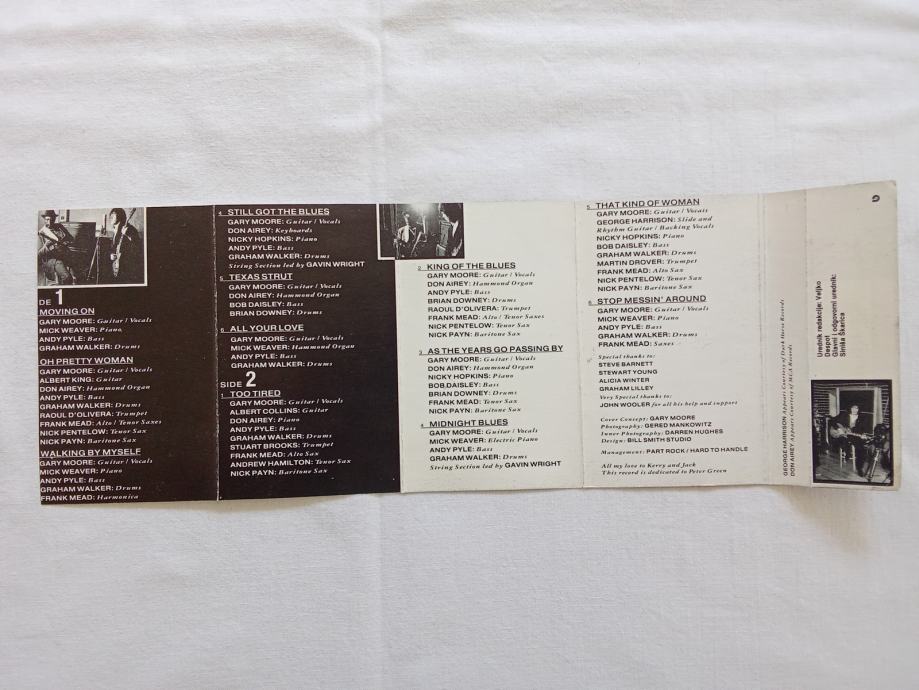 DE 1
MOVING ON
GARY MOORE: Guitar / Vocals
MICK WEAVER: Piano
ANDY PYLE: Bass
GRAHAM WALKER: Drums
OH PRETTY WOMAN
GARY MOORE: Guitar / Vocals
ALBERT KING: Guitar
DON AIREY: Hammond Organ
ANDY PYLE: Bass
GRAHAM WALKER: Drums
RAOUL D'OLIVERA: Trumpet
FRANK MEAD: Alto / Tenor Saxes
NICK PENTELOW: Tenor Sax
NICK PAYN: Baritone Sax
WALKING BY MYSELF
GARY MOORE: Guitar / Vocals
MICK WEAVER: Piano
ANDY PYLE: Bass
GRAHAM WALKER: Drums
FRANK MEAD: Harmonica
4 STILL GOT THE BLUES
GARY MOORE: Guitar / Vocals
DON AIREY: Keyboards
NICKY HOPKINS: Piano
ANDY PYLE: Bass
GRAHAM WALKER: Drums
String Section led by GAVIN WRIGHT
5 TEXAS STRUT
GARY MOORE: Guitar / Vocals
DON AIREY: Hammond Organ
BOB DAISLEY: Bass
BRIAN DOWNEY: Drums
6 ALL YOUR LOVE
GARY MOORE: Guitar / Vocals
MICK WEAVER: Hammond Organ
ANDY PYLE: Bass
GRAHAM WALKER: Drums
SIDE 2
1 TOO TIRED
GARY MOORE: Guitar / Vocals
ALBERT COLLINS: Guitar
DON AIREY: Piano
ANDY PYLE: Bass
GRAHAM WALKER: Drums
STUART BROOKS: Trumpet
FRANK MEAD: Alto Sax
ANDREW HAMILTON: Tenor Sax
NICK PAYN: Baritone Sax
2 KING OF THE BLUES
GARY MOORE: Guitar / Vocals
DON AIREY: Hammond Organ
ANDY PYLE: Bass
BRIAN DOWNEY: Drums
RAOUL D'OLIVERA: Trumpet
FRANK MEAD: Alto / Tenor Saxes
NICK PENTELOW: Tenor Sax
NICK PAYN: Baritone Sax
3 AS THE YEARS GO PASSING BY
GARY MOORE: Guitar / Vocals
DON AIREY: Hammond Organ
NICKY HOPKINS: Piano
BOB DAISLEY: Bass
BRIAN DOWNEY: Drums
FRANK MEAD: Tenor Sax
NICK PAYN: Baritone Sax
4 MIDNIGHT BLUES
GARY MOORE: Guitar / Vocals
MICK WEAVER: Electric Piano
ANDY PYLE: Bass
GRAHAM WALKER: Drums
String Section led by GAVIN WRIGHT
5 THAT KIND OF WOMAN
GARY MOORE: Guitar / Vocals
GEORGE HARRISON: Slide and
Rhythm Guitar / Backing Vocals
NICKY HOPKINS: Piano
BOB DAISLEY: Bass
GRAHAM WALKER: Drums
MARTIN DROVER: Trumpet
FRANK MEAD: Alto Sax
NICK PENTELOW: Tenor Sax
NICK PAYN: Baritone Sax
6 STOP MESSIN' AROUND
GARY MOORE: Guitar / Vocals
MICK WEAVER: Piano
ANDY PYLE: Bass
GRAHAM WALKER: Drums
FRANK MEAD: Saxes
Special thanks to:
STEVE BARNETT
STEWART YOUNG
ALICIA WINTER
GRAHAM LILLEY
Very Special thanks to:
JOHN WOOLER for all his help and support
Cover Concept: GARY MOORE
Photography: GERED MANKOWITZ
Inner Photography: DARREN HUGHES
Design: BILL SMITH STUDIO
Management: PART ROCK / HARD TO HANDLE
All my love to Kerry and Jack
This record is dedicated to Peter Green
GEORGE HARRISON Appears Courtesy of Dark Horse Records
DON AIREY Appears Courtesy of MCA Records
Urednik redakcije: Veljko
Despot
Glavni i odgovorni urednik:
Siniša Škarica